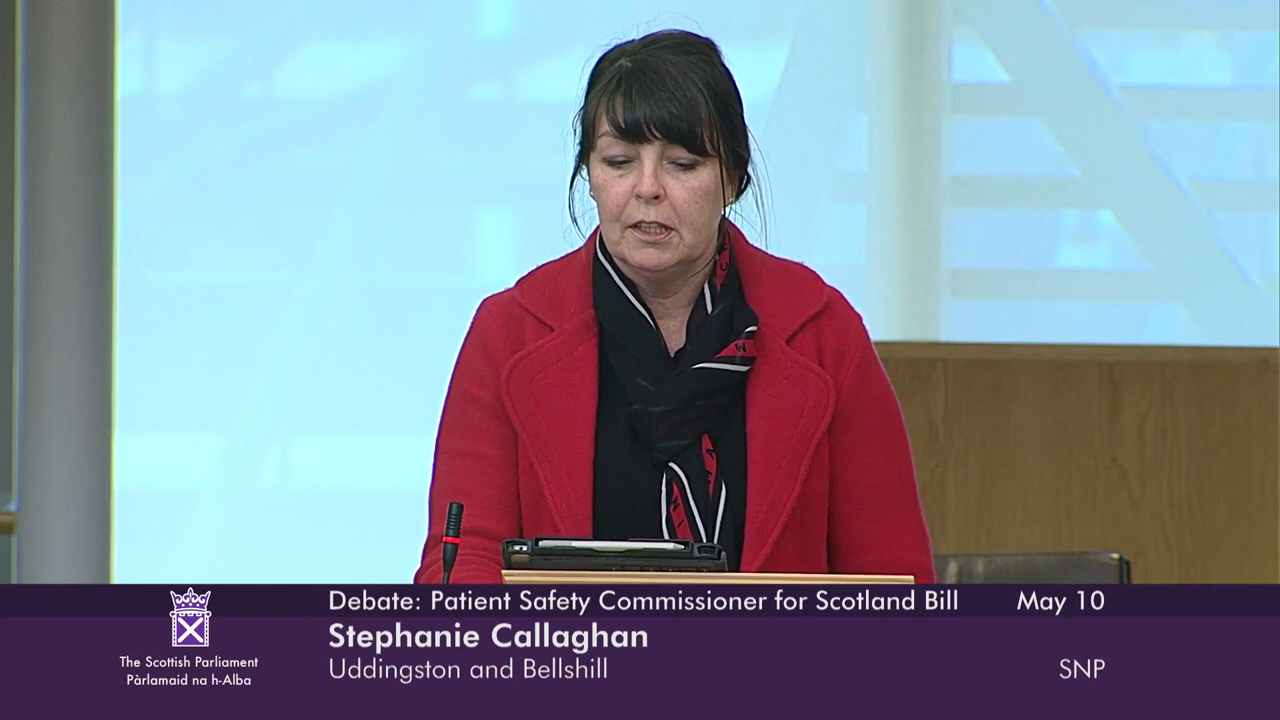 Debate: Patient Safety Commissioner for Scotland Bill May 10
Stephanie Callaghan
Uddingston and Bellshill SNP
The Scottish Parliament
Pàrlamaid na h-Alba